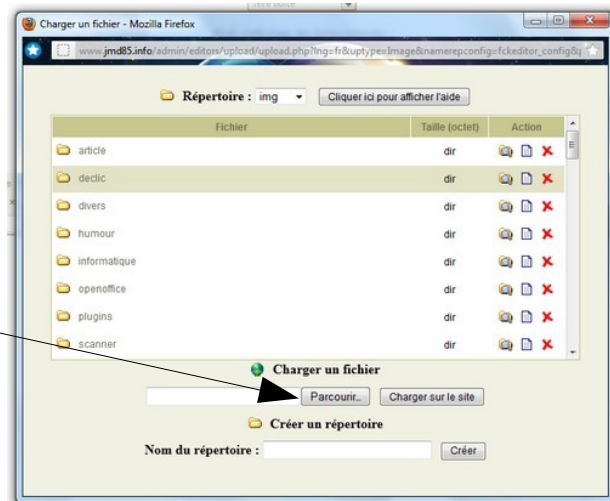 Charger un fichier - Mozilla Firefox
www.jmd85.info/admin/editors/upload/upload.php?lng=fr&uptype=Image&namerepconfig=fckeditor_config&
Répertoire : img Cliquer ici pour afficher l'aide
Fichier Taille (octet) Action
article dir
declic dir
divers dir
humour dir
informatique dir
openoffice dir
plugins dir
scanner dir
Charger un fichier
Parcourir... Charger sur le site
Créer un répertoire
Nom du répertoire : Créer